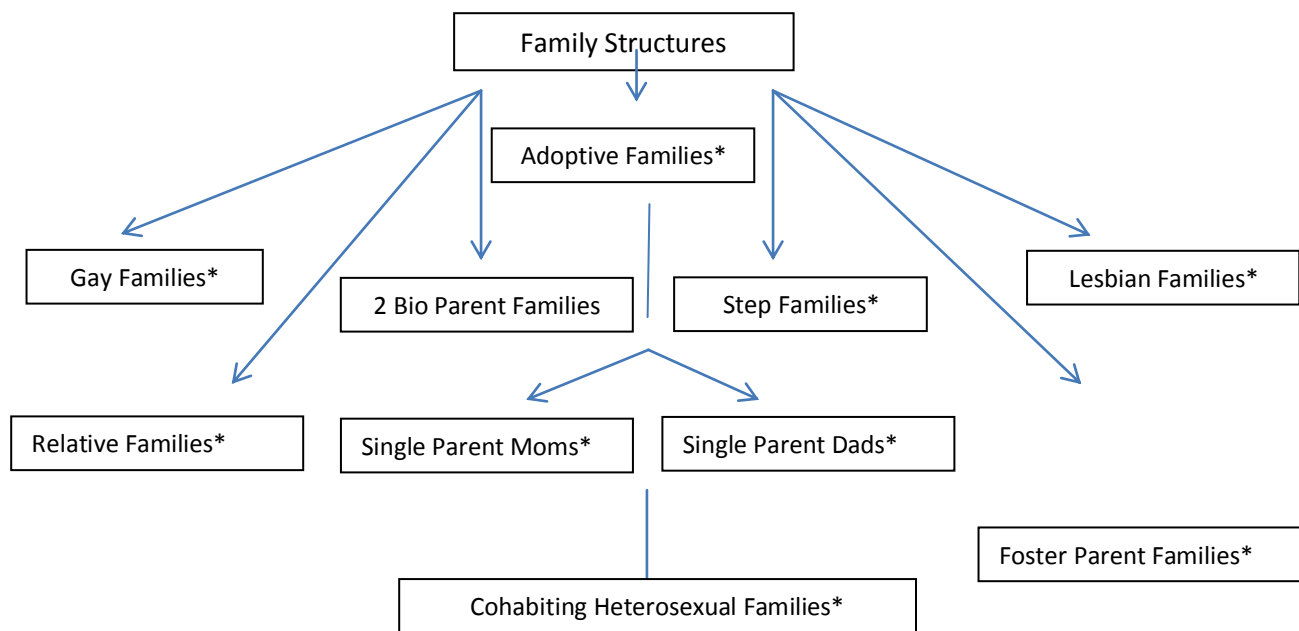 Family Structures
Adoptive Families*
Gay Families*
2 Bio Parent Families
Step Families*
Lesbian Families*
Relative Families*
Single Parent Moms*
Single Parent Dads*
Foster Parent Families*
Cohabiting Heterosexual Families*